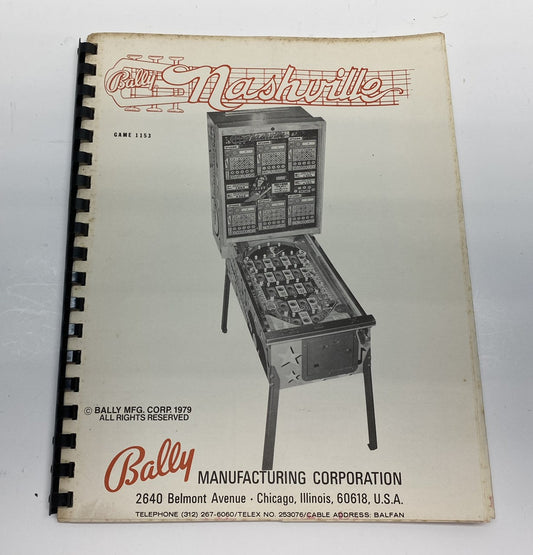 Bally Nashville
GAME 1153
© BALLY MFG. CORP. 1979
ALL RIGHTS RESERVED
Bally MANUFACTURING CORPORATION
2640 Belmont Avenue · Chicago, Illinois, 60618, U.S.A.
TELEPHONE (312) 267-6060/TELEX NO. 253076/CABLE ADDRESS: BALFAN